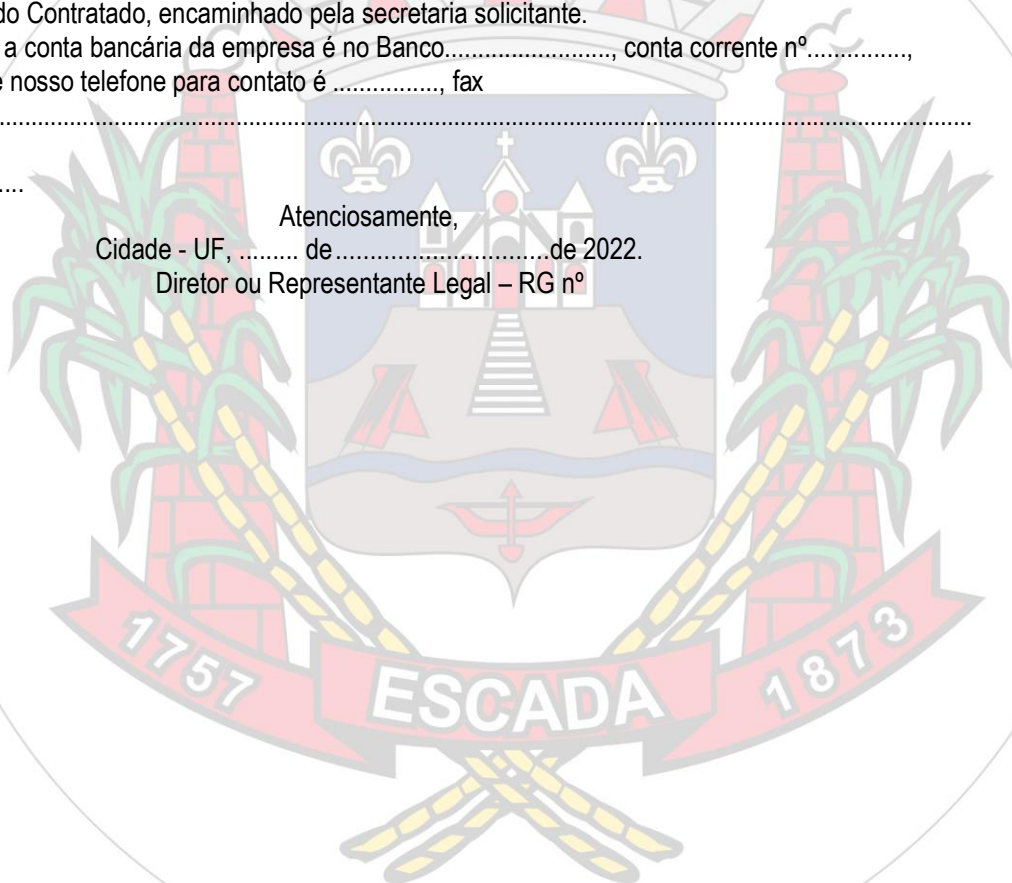 do Contratado, encaminhado pela secretaria solicitante.
a conta bancária da empresa é no Banco........................., conta corrente nº..............,
e nosso telefone para contato é ................, fax
....................................................................................................................................................
.....
Atenciosamente,
Cidade - UF, ......... de ................................de 2022.
Diretor ou Representante Legal – RG nº
1757 ESCADA 1873